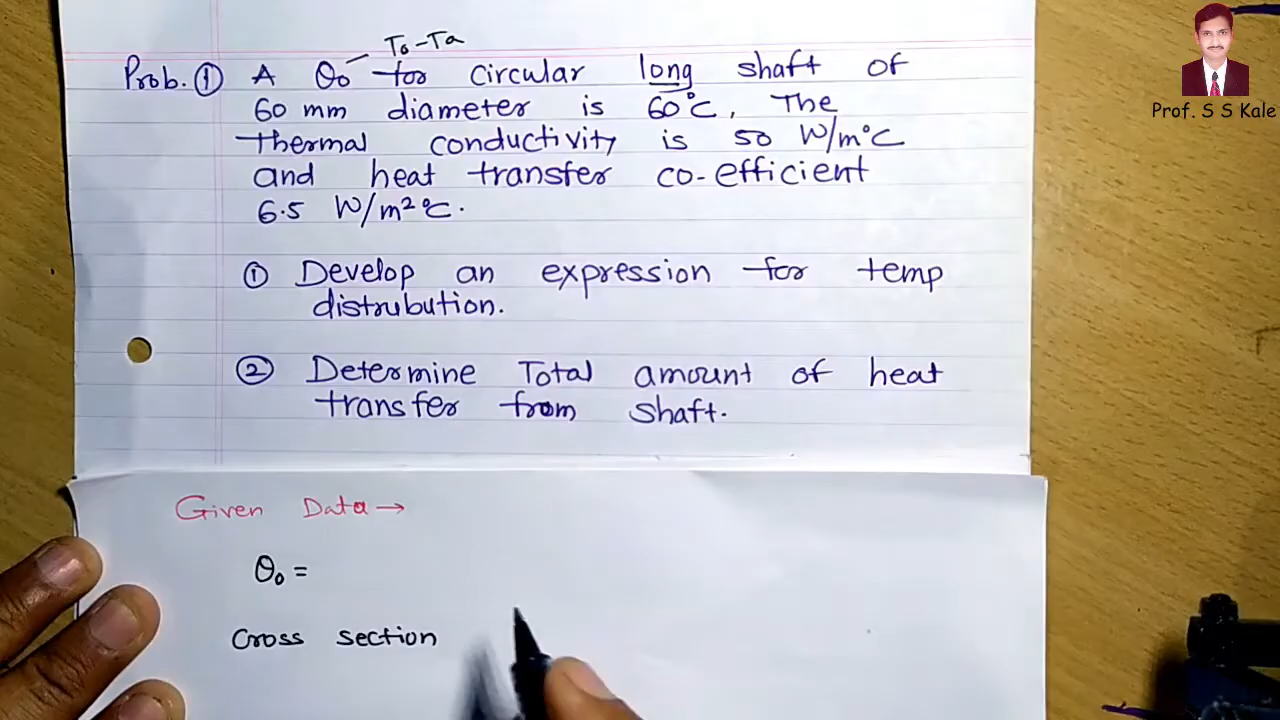 To-Ta
Prob. ① A θo for circular long shaft of
60 mm diameter is 60°C, The
thermal conductivity is 50 W/m°C
and heat transfer co-efficient
6.5 W/m²°C.
① Develop an expression for temp
distrubution.
② Determine Total amount of heat
transfer from shaft.
Given Data →
θo =
Cross section
Prof. S S Kale